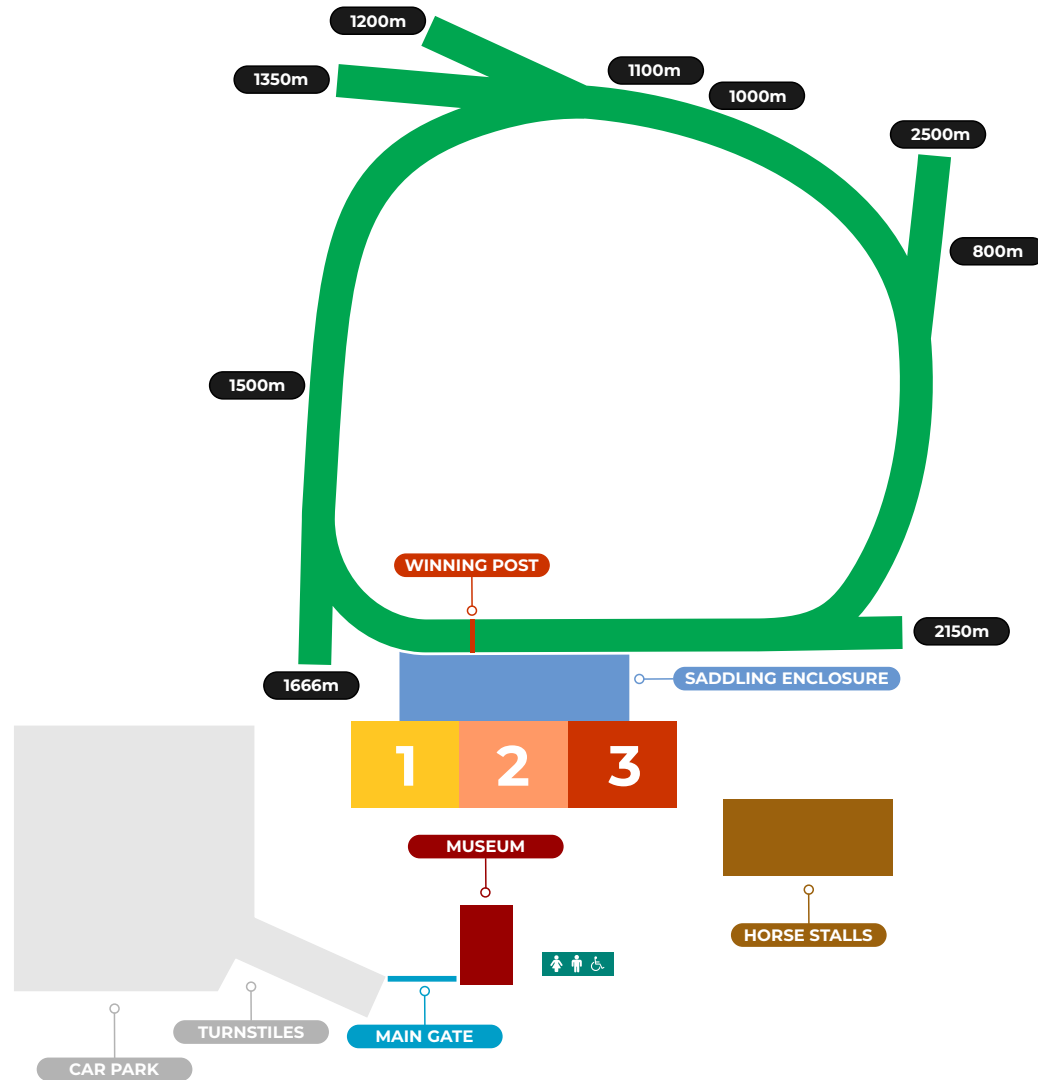 1200m
1100m
1350m
1000m
2500m
800m
1500m
WINNING POST
2150m
SADDLING ENCLOSURE
1666m
1
2
3
MUSEUM
HORSE STALLS
TURNSTILES
MAIN GATE
CAR PARK